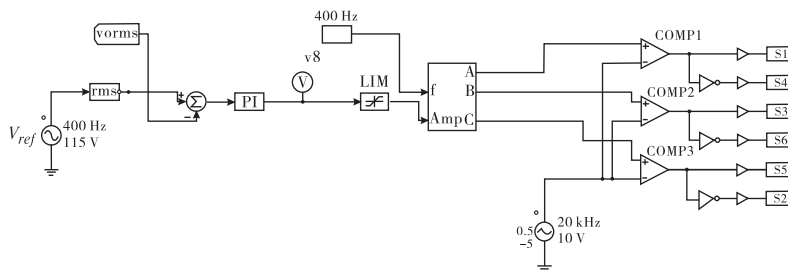 400 Hz
vorms
v8
V
LIM
COMP1
S1
S4
rms
+
Σ
−
PI
f
Amp
A
B
C
+
−
COMP2
S3
S6
+
−
COMP3
S5
S2
+
−
Vref
400 Hz
115 V
0.5
−5
20 kHz
10 V